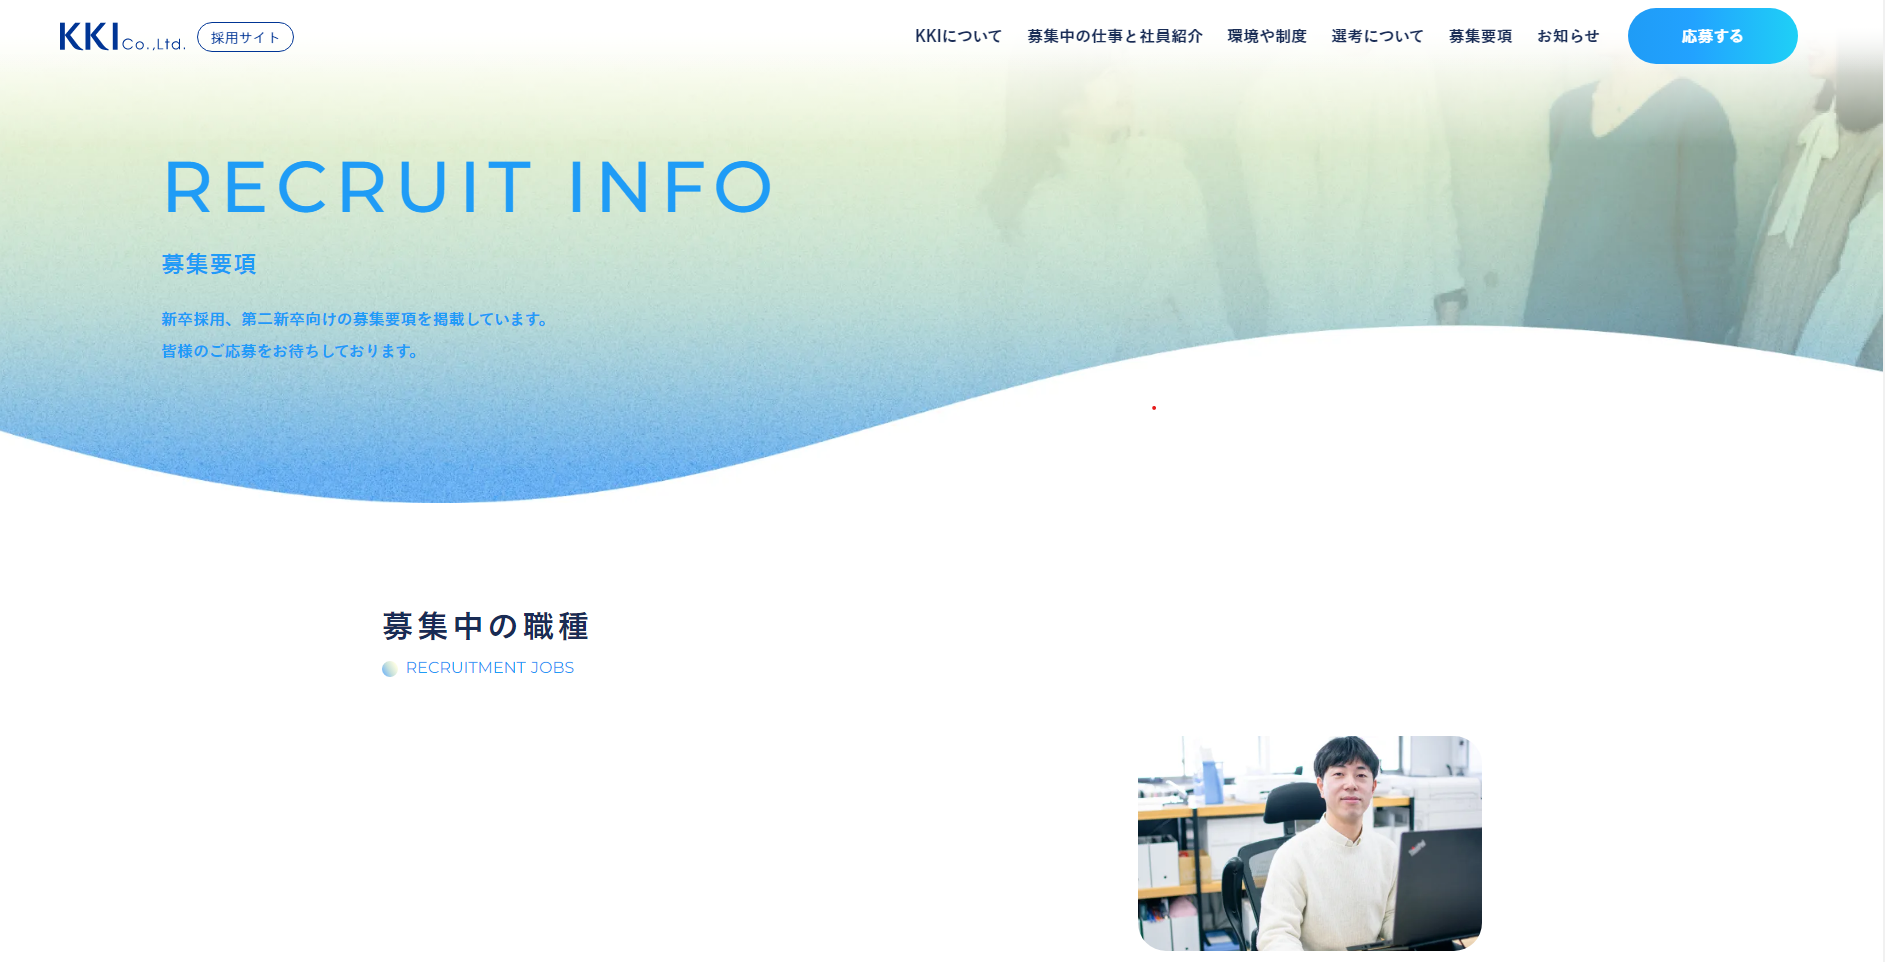 KKI Co.,Ltd. 採用サイト KKIについて 募集中の仕事と社員紹介 環境や制度 選考について 募集要項 お知らせ 応募する
RECRUIT INFO
募集要項
新卒採用、第二新卒向けの募集要項を掲載しています。
皆様のご応募をお待ちしております。
募集中の職種
RECRUITMENT JOBS
ThinkPad